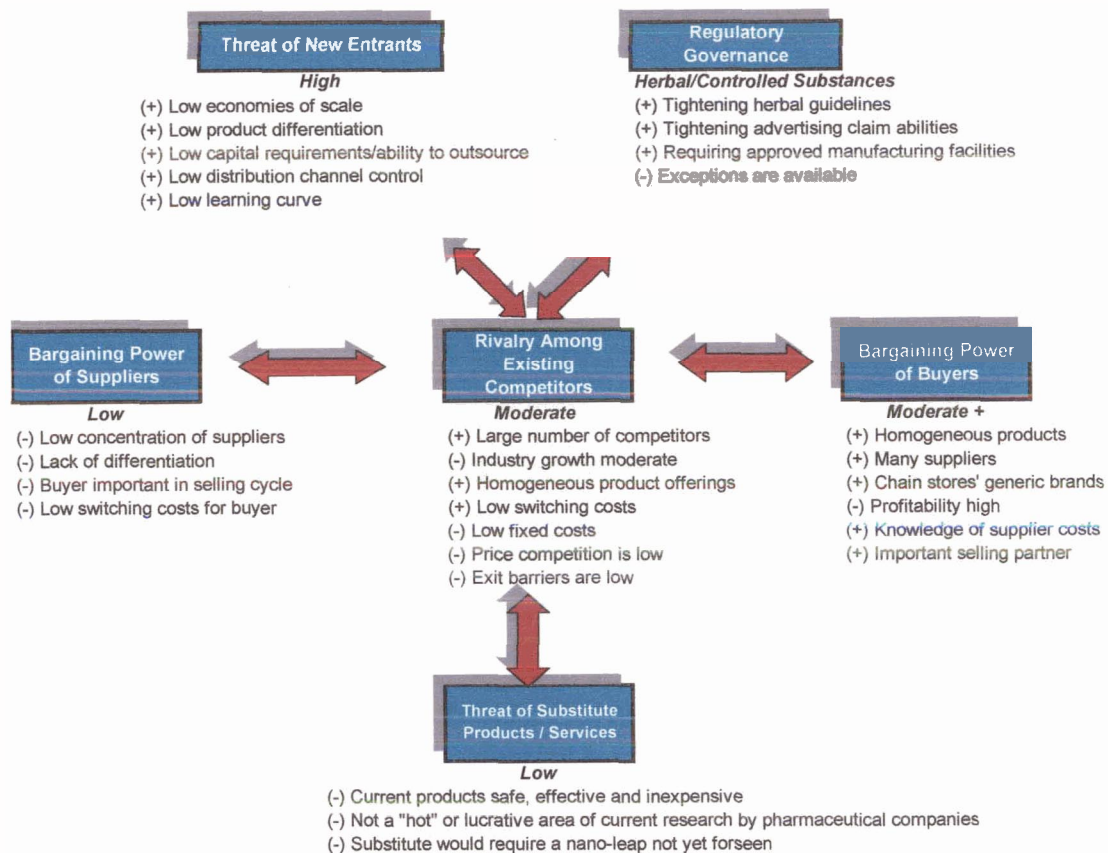 Threat of New Entrants
High
(+) Low economies of scale
(+) Low product differentiation
(+) Low capital requirements/ability to outsource
(+) Low distribution channel control
(+) Low learning curve
Regulatory
Governance
Herbal/Controlled Substances
(+) Tightening herbal guidelines
(+) Tightening advertising claim abilities
(+) Requiring approved manufacturing facilities
(-) Exceptions are available
Bargaining Power
of Suppliers
Low
(-) Low concentration of suppliers
(-) Lack of differentiation
(-) Buyer important in selling cycle
(-) Low switching costs for buyer
Rivalry Among
Existing
Competitors
Moderate
(+) Large number of competitors
(-) Industry growth moderate
(+) Homogeneous product offerings
(+) Low switching costs
(-) Low fixed costs
(-) Price competition is low
(-) Exit barriers are low
Bargaining Power
of Buyers
Moderate +
(+) Homogeneous products
(+) Many suppliers
(+) Chain stores' generic brands
(-) Profitability high
(+) Knowledge of supplier costs
(+) Important selling partner
Threat of Substitute
Products / Services
Low
(-) Current products safe, effective and inexpensive
(-) Not a "hot" or lucrative area of current research by pharmaceutical companies
(-) Substitute would require a nano-leap not yet forseen